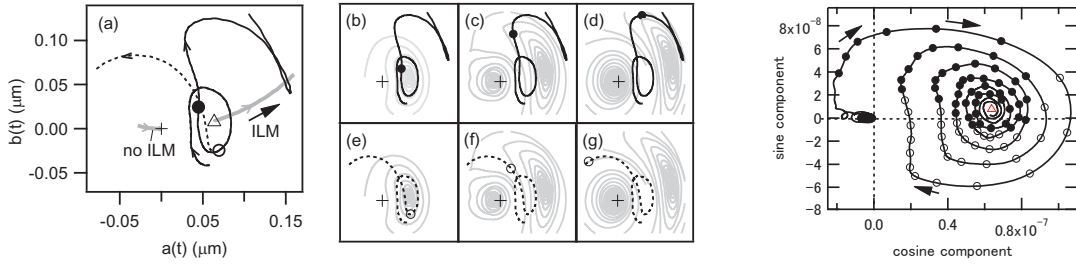 (a)
b(t) (μm)
0.10
0.05
0.00
-0.05
no ILM
ILM
-0.05
0.00
0.05
0.10
0.15
a(t) (μm)
(b)
(c)
(d)
(e)
(f)
(g)
8x10⁻⁸
6
4
2
0
−2
−4
−6
−8
sine component
0.0
0.4
0.8x10⁻⁷
cosine component